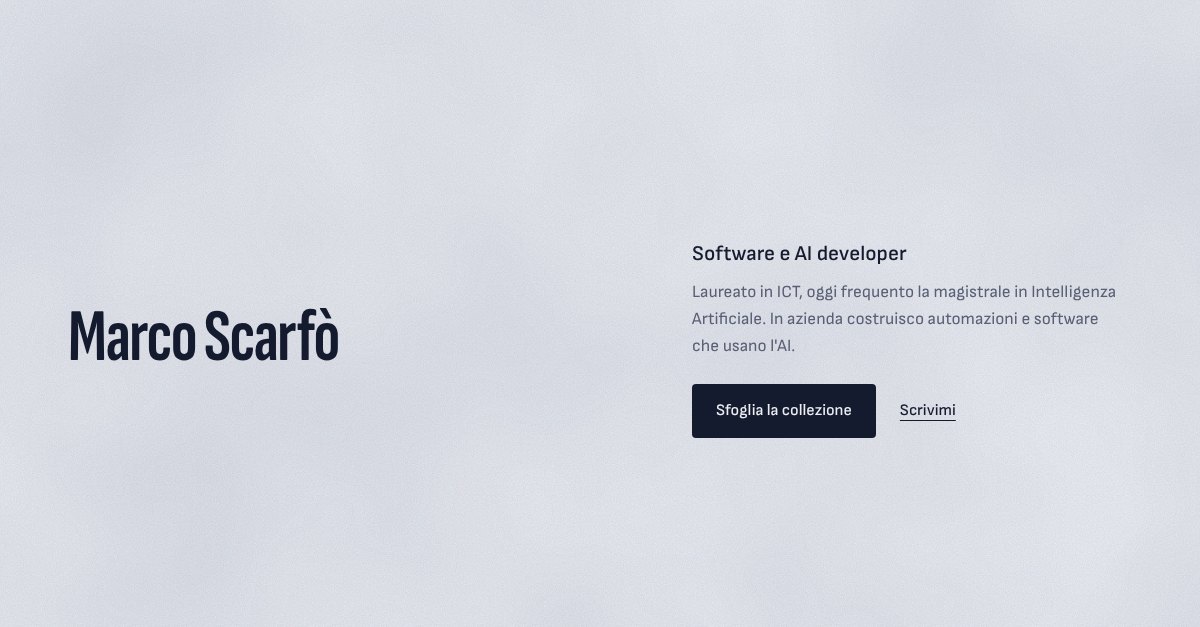 Marco Scarfò
Software e AI developer
Laureato in ICT, oggi frequento la magistrale in Intelligenza
Artificiale. In azienda costruisco automazioni e software
che usano l'AI.
Sfoglia la collezione
Scrivimi